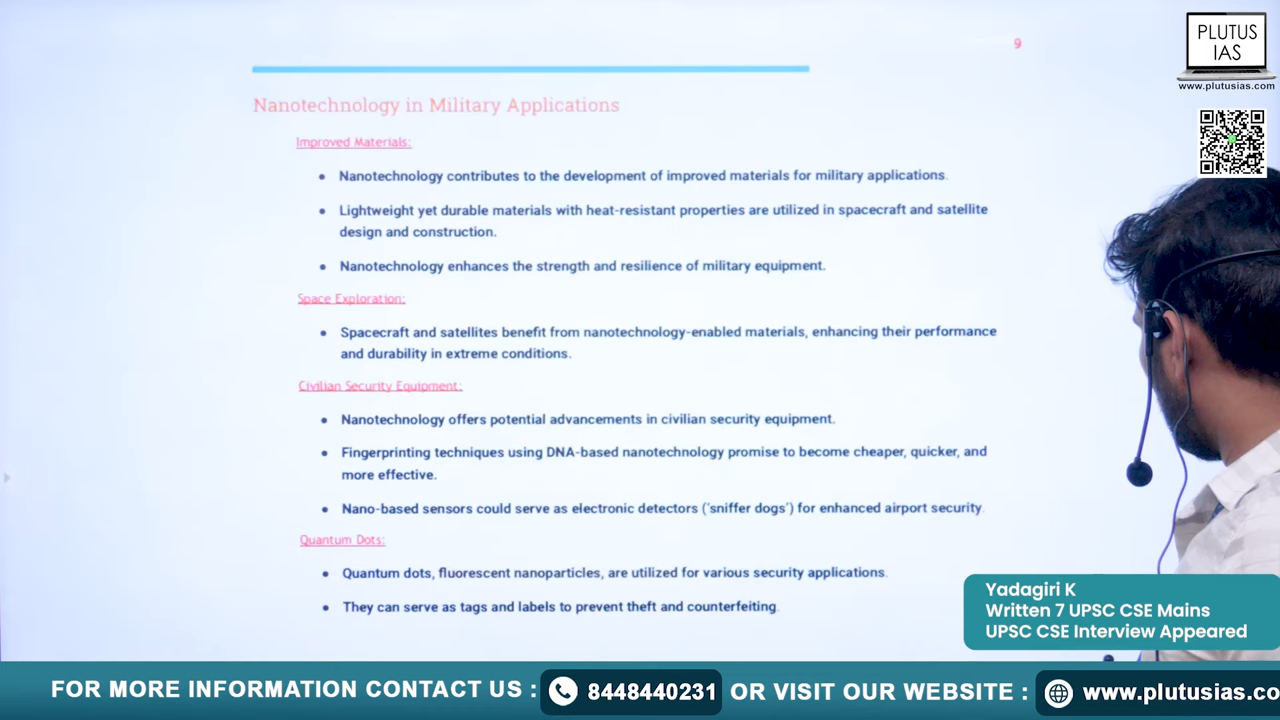 9
PLUTUS
IAS
www.plutusias.com
Nanotechnology in Military Applications
Improved Materials:
• Nanotechnology contributes to the development of improved materials for military applications.
• Lightweight yet durable materials with heat-resistant properties are utilized in spacecraft and satellite
design and construction.
• Nanotechnology enhances the strength and resilience of military equipment.
Space Exploration:
• Spacecraft and satellites benefit from nanotechnology-enabled materials, enhancing their performance
and durability in extreme conditions.
Civilian Security Equipment:
• Nanotechnology offers potential advancements in civilian security equipment.
• Fingerprinting techniques using DNA-based nanotechnology promise to become cheaper, quicker, and
more effective.
• Nano-based sensors could serve as electronic detectors ('sniffer dogs') for enhanced airport security.
Quantum Dots:
• Quantum dots, fluorescent nanoparticles, are utilized for various security applications.
• They can serve as tags and labels to prevent theft and counterfeiting.
Yadagiri K
Written 7 UPSC CSE Mains
UPSC CSE Interview Appeared
FOR MORE INFORMATION CONTACT US : 8448440231 OR VISIT OUR WEBSITE : www.plutusias.co